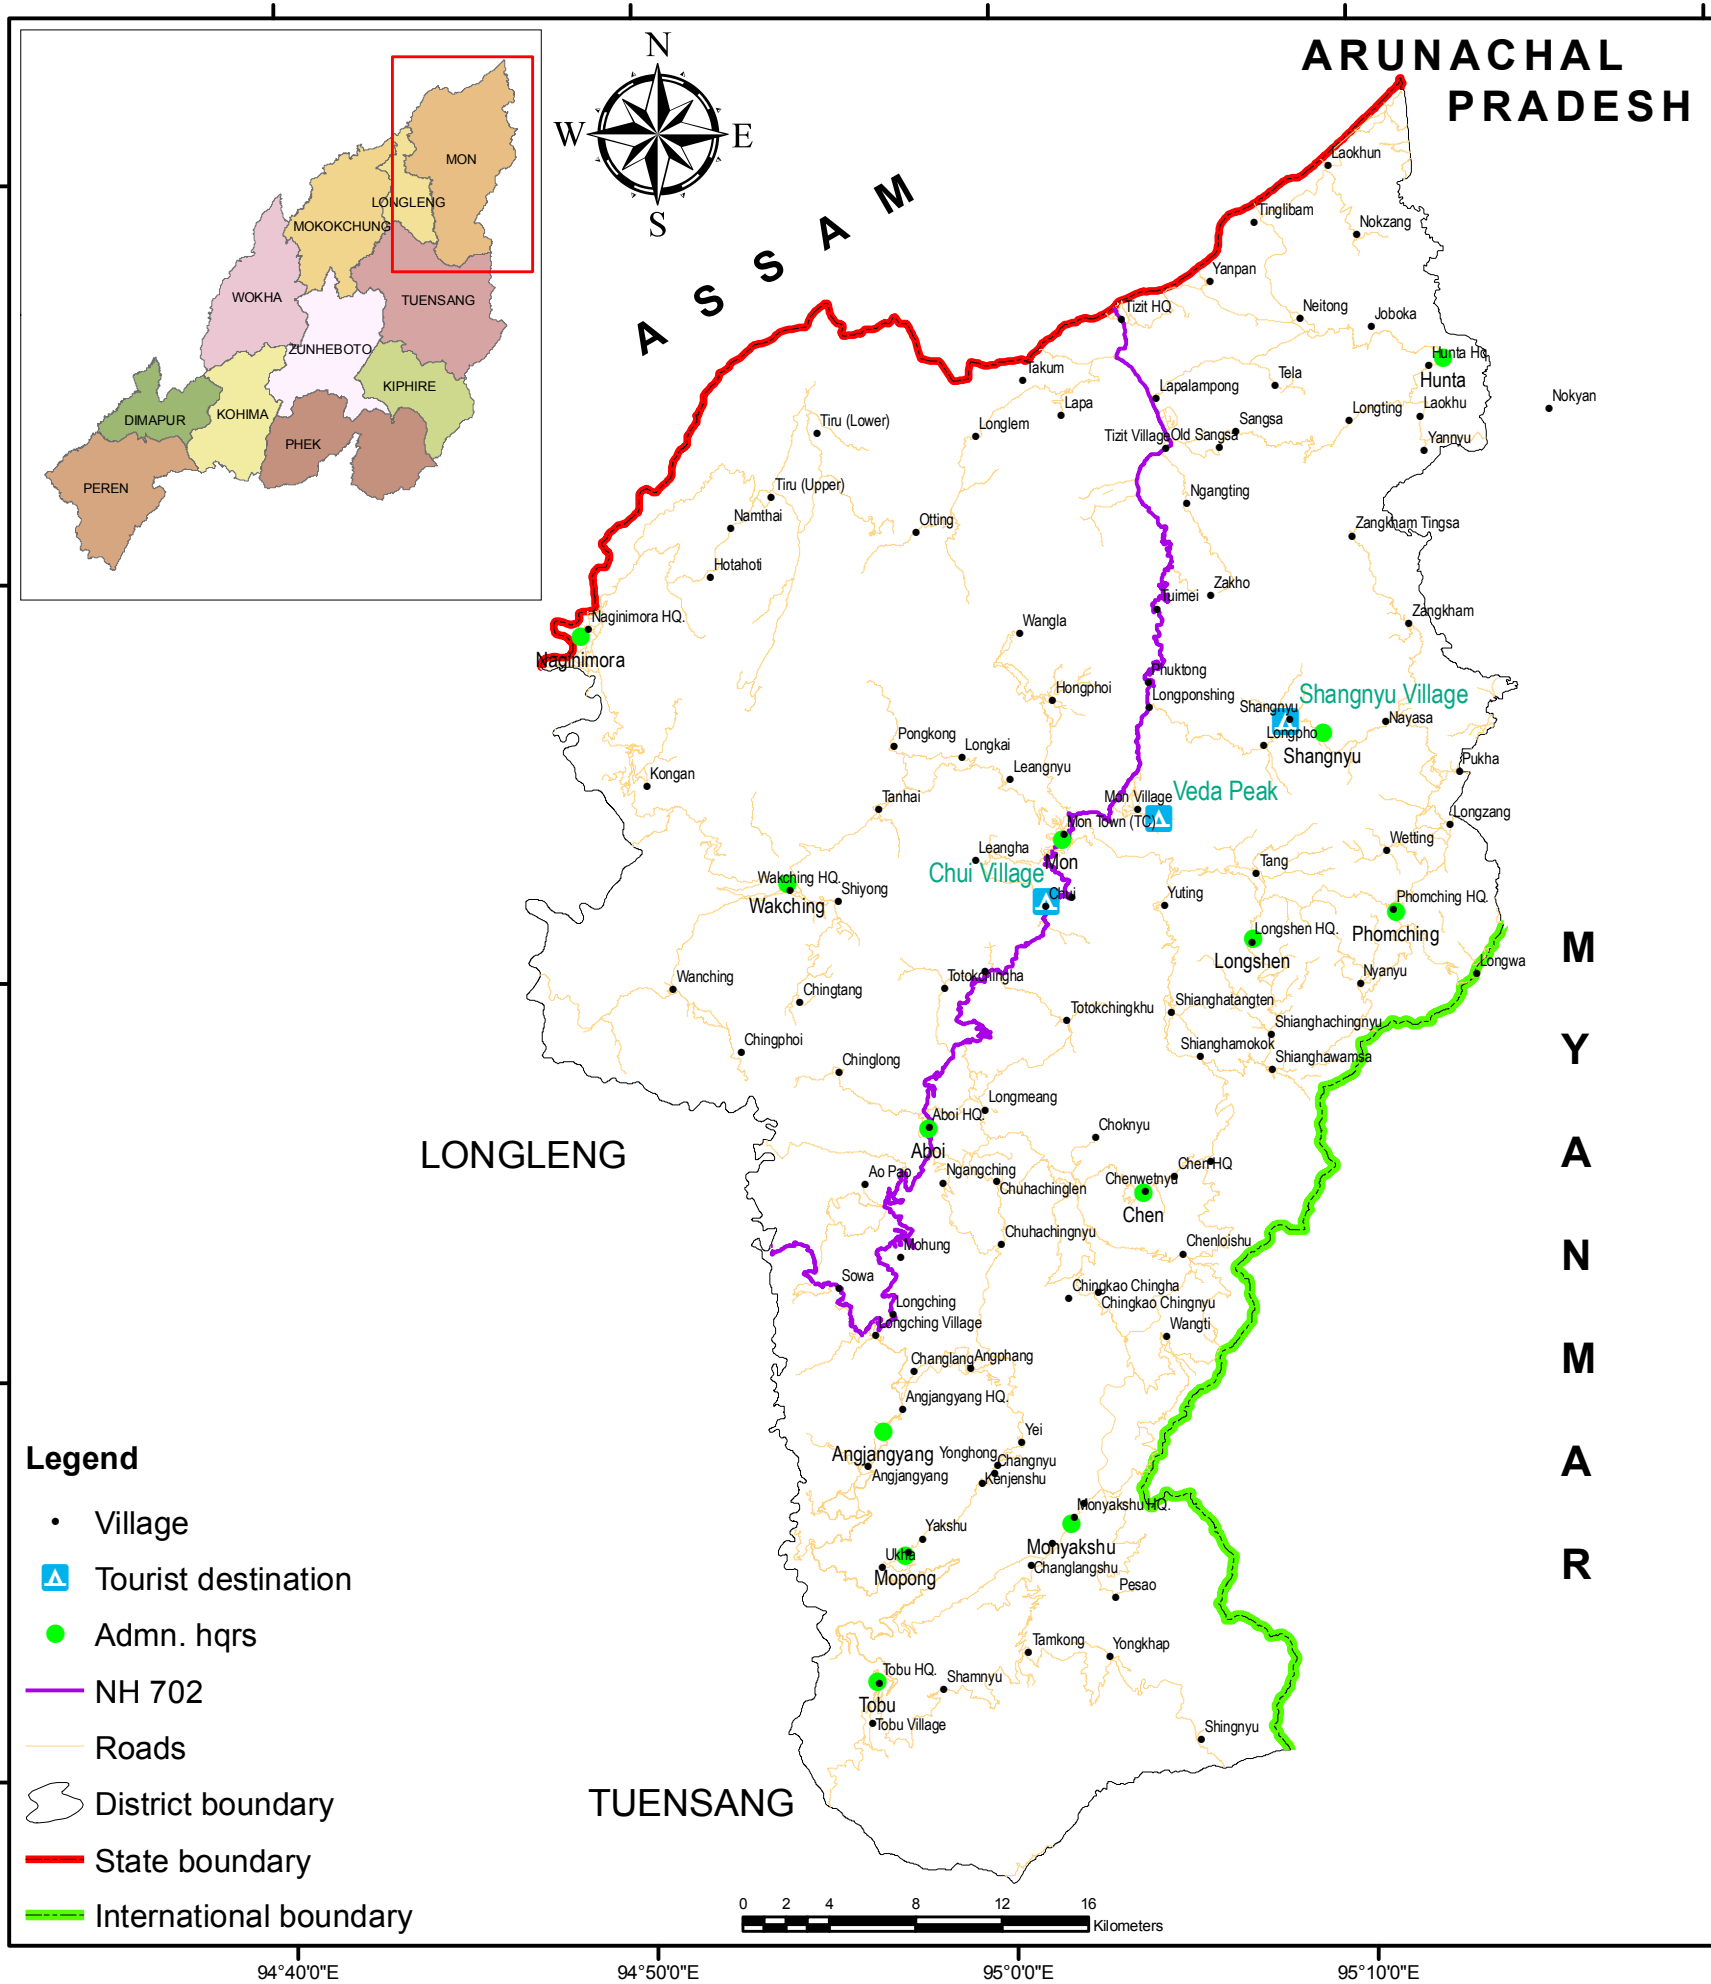 ARUNACHAL
PRADESH
N
W
E
S
ASSAM
MON
LONGLENG
MOKOKCHUNG
WOKHA
TUENSANG
ZUNHEBOTO
KIPHIRE
DIMAPUR
KOHIMA
PHEK
PEREN
Laokhun
Tinglibam
Nokzang
Yanpan
Tizit HQ
Neitong
Joboka
Hunta Hq
Hunta
Takum
Tela
Lapalampong
Nokyan
Lapa
Longting
Laokhu
Tiru (Lower)
Longlem
Sangsa
Tizit Village
Old Sangsa
Yannyu
Tiru (Upper)
Ngangting
Namthai
Otting
Zangkham Tingsa
Hotahoti
Zakho
Tuimei
Naginimora HQ.
Zangkham
Wangla
Naginimora
Phuktong
Hongphoi
Longponshing
Shangnyu Village
Shangnyu
Nayasa
Pongkong
Longkai
Longpho
Shangnyu
Pukha
Kongan
Leangnyu
Tanhai
Mon Village
Veda Peak
Longzang
Mon Town (TC)
Wetting
Leangha
Mon
Tang
Chui Village
Wakching HQ.
Shiyong
Chui
Yuting
Phomching HQ.
Wakching
Longshen HQ.
Phomching
Longshen
Longwa
Wanching
Totokchingha
Nyanyu
Chingtang
Totokchingkhu
Shianghatangten
Shianghachingnyu
Chingphoi
Shianghamokok
Shianghawamsa
Chinglong
Longmeang
Aboi HQ.
Choknyu
LONGLENG
Aboi
Ao Pao
Ngangching
Chen HQ
Chuhachinglen
Chenwetnyu
Chen
Chuhachingnyu
Mohung
Chenloishu
Sowa
Chingkao Chingha
Longching
Chingkao Chingnyu
Longching Village
Wangti
Changlang
Angphang
Angjangyang HQ.
Yei
Angjangyang
Yonghong
Changnyu
Angjangyang
Kenjenshu
Monyakshu HQ.
Yakshu
Monyakshu
Ukha
Mopong
Changlangshu
Pesao
Tamkong
Yongkhap
Tobu HQ.
Shamnyu
Tobu
Tobu Village
Shingnyu
TUENSANG
MYANMAR
Legend
Village
Tourist destination
Admn. hqrs
NH 702
Roads
District boundary
State boundary
International boundary
0 2 4 8 12 16
Kilometers
94°40'0"E 94°50'0"E 95°0'0"E 95°10'0"E